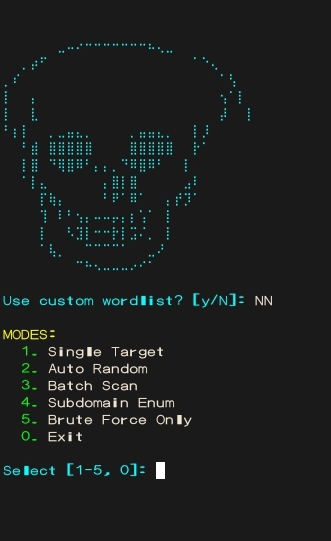 Use custom wordlist? [y/N]: NN
MODES:
1. Single Target
2. Auto Random
3. Batch Scan
4. Subdomain Enum
5. Brute Force Only
0. Exit
Select [1-5, 0]: